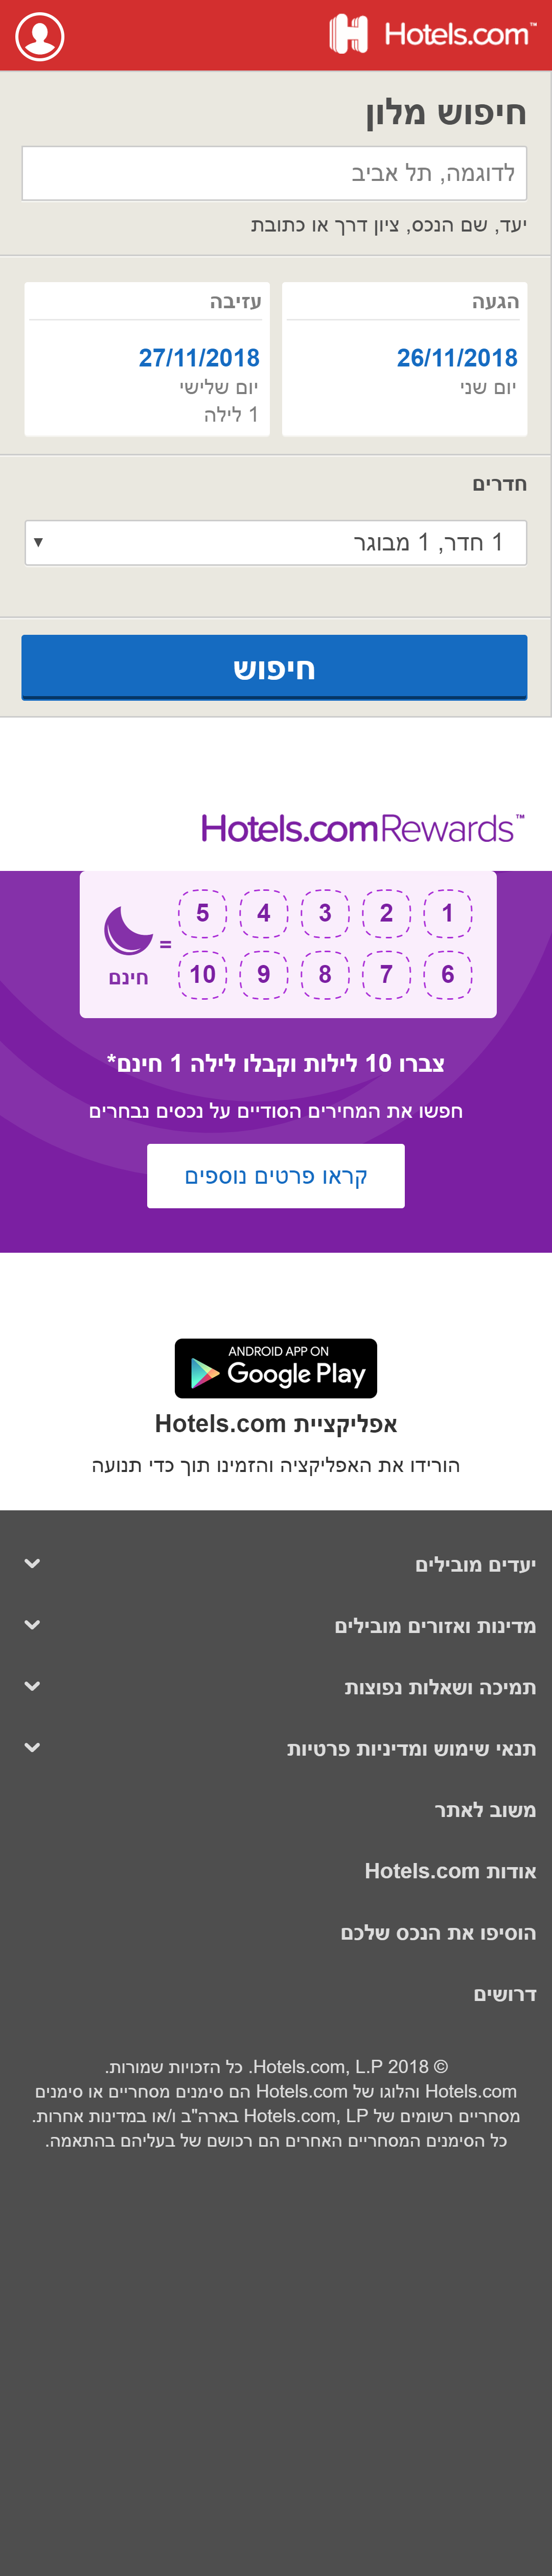 Hotels.com™
חיפוש מלון
לדוגמה, תל אביב
יעד, שם הנכס, ציון דרך או כתובת
הגעה
26/11/2018
יום שני
עזיבה
27/11/2018
יום שלישי
1 לילה
חדרים
1 חדר, 1 מבוגר
חיפוש
Hotels.com Rewards™
1 2 3 4 5
6 7 8 9 10
=
חינם
צברו 10 לילות וקבלו לילה 1 חינם*
חפשו את המחירים הסודיים על נכסים נבחרים
קראו פרטים נוספים
ANDROID APP ON
Google Play
אפליקציית Hotels.com
הורידו את האפליקציה והזמינו תוך כדי תנועה
יעדים מובילים
מדינות ואזורים מובילים
תמיכה ושאלות נפוצות
תנאי שימוש ומדיניות פרטיות
משוב לאתר
אודות Hotels.com
הוסיפו את הנכס שלכם
דרושים
© 2018 Hotels.com, L.P. כל הזכויות שמורות.
Hotels.com והלוגו של Hotels.com הם סימנים מסחריים או סימנים
מסחריים רשומים של Hotels.com, LP בארה"ב ו/או במדינות אחרות.
כל הסימנים המסחריים האחרים הם רכושם של בעליהם בהתאמה.